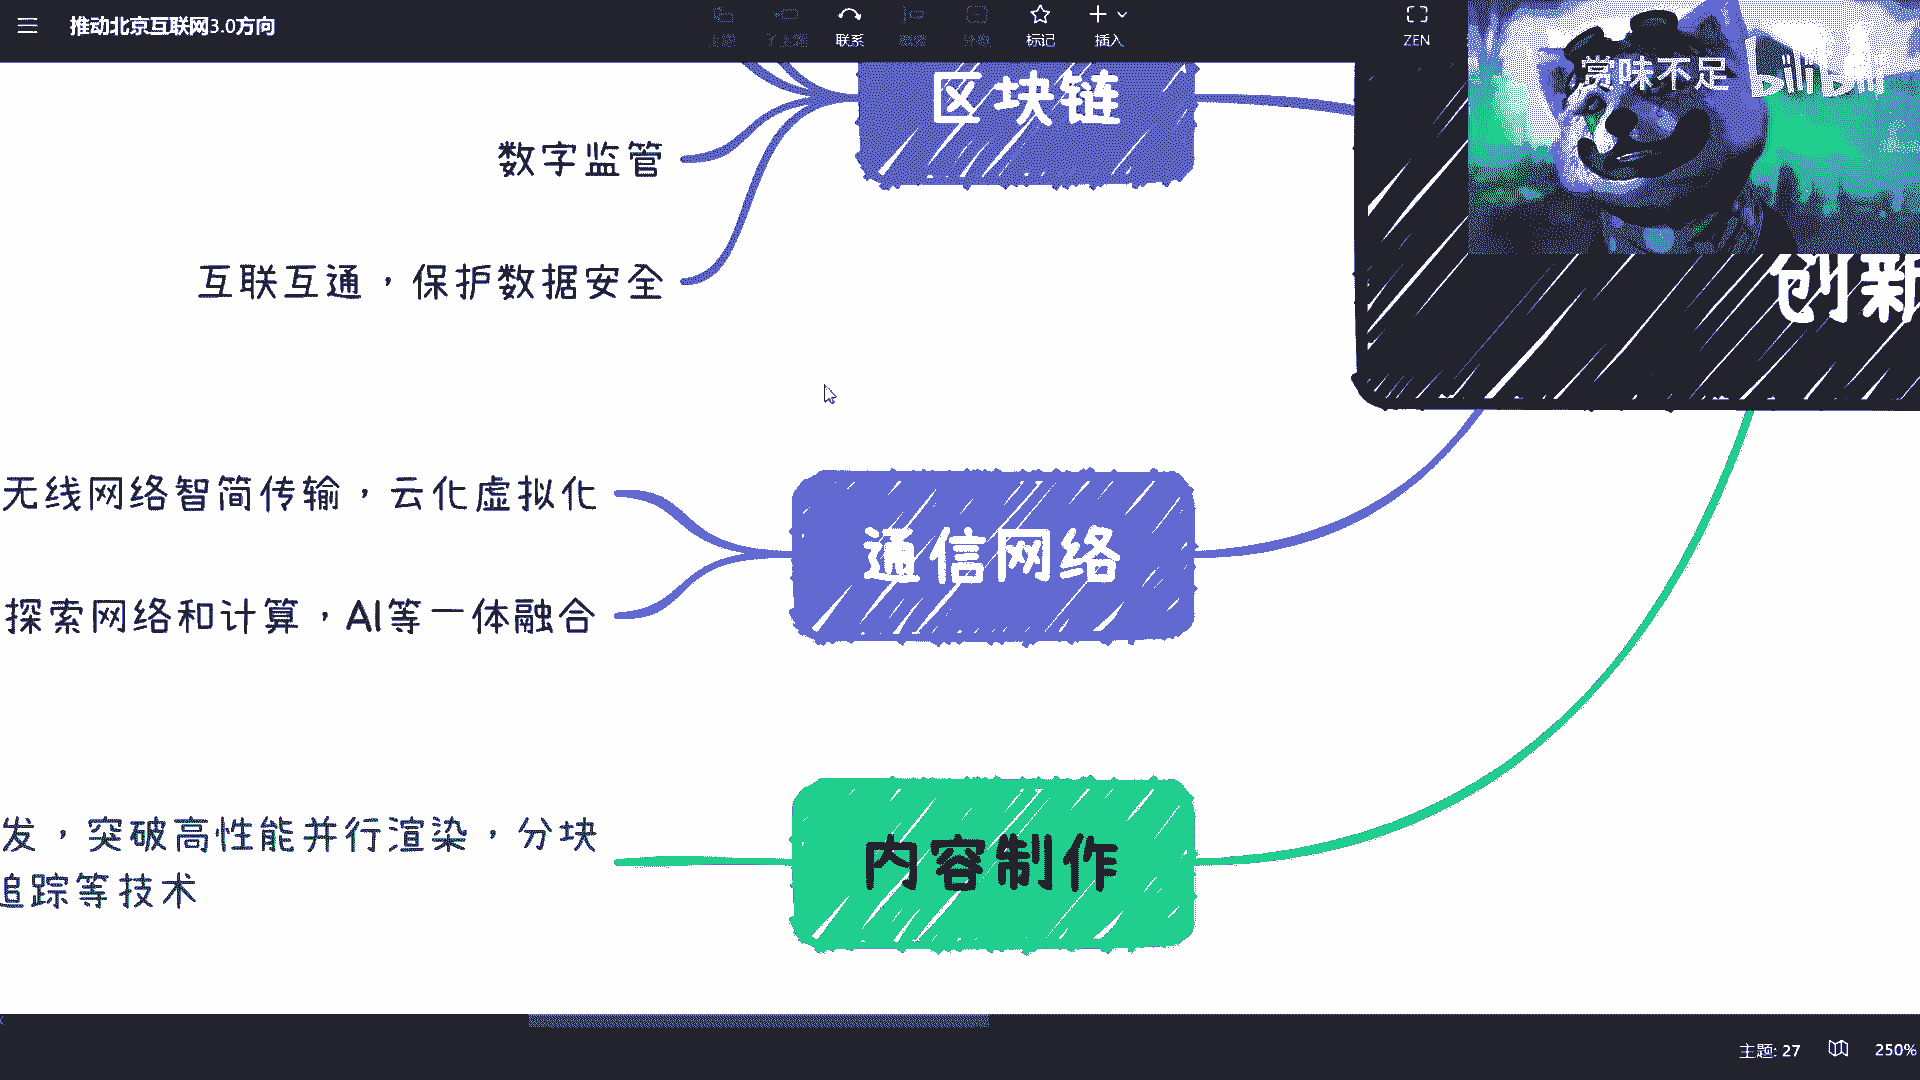 推动北京互联网3.0方向
联系
标记
插入
ZEN
赏味不足
bilibili
区块链
数字监管
互联互通，保护数据安全
创新
无线网络智简传输，云化虚拟化
通信网络
探索网络和计算，AI等一体融合
发，突破高性能并行渲染，分块
追踪等技术
内容制作
主题: 27
250%